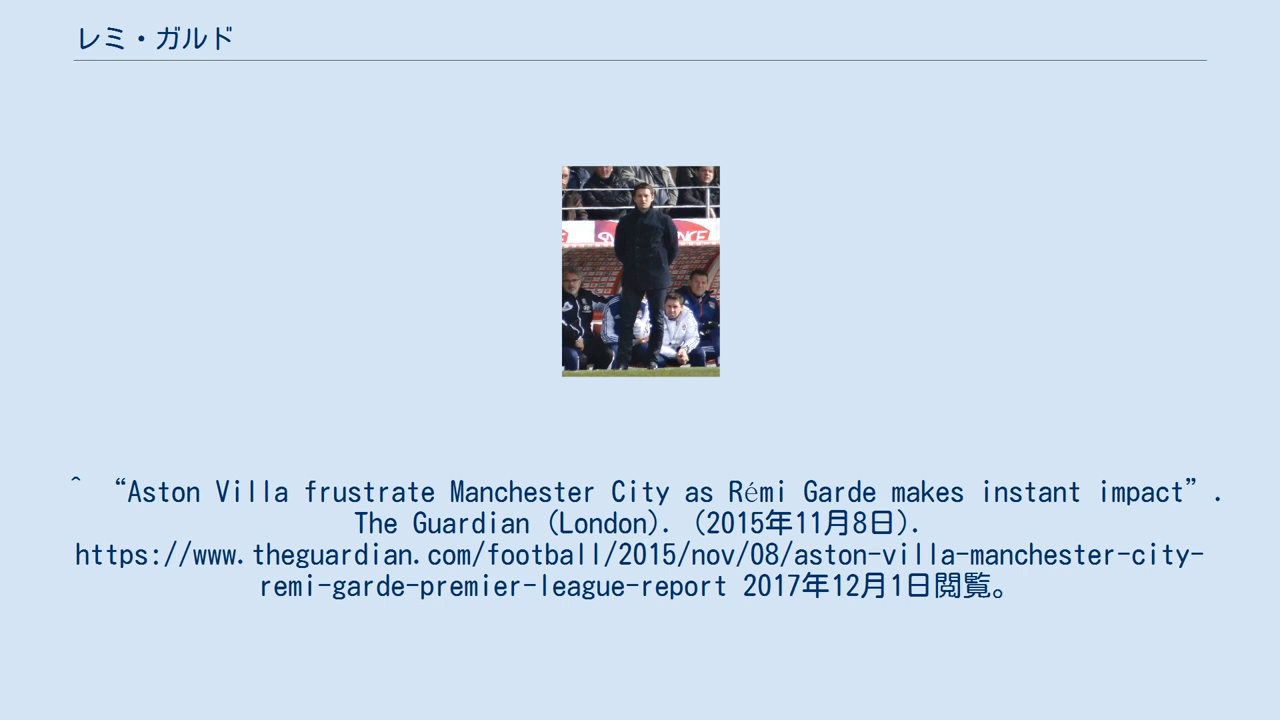 レミ・ガルド
^ “Aston Villa frustrate Manchester City as Rémi Garde makes instant impact”.
The Guardian (London). (2015年11月8日).
https://www.theguardian.com/football/2015/nov/08/aston-villa-manchester-city-
remi-garde-premier-league-report 2017年12月1日閲覧。